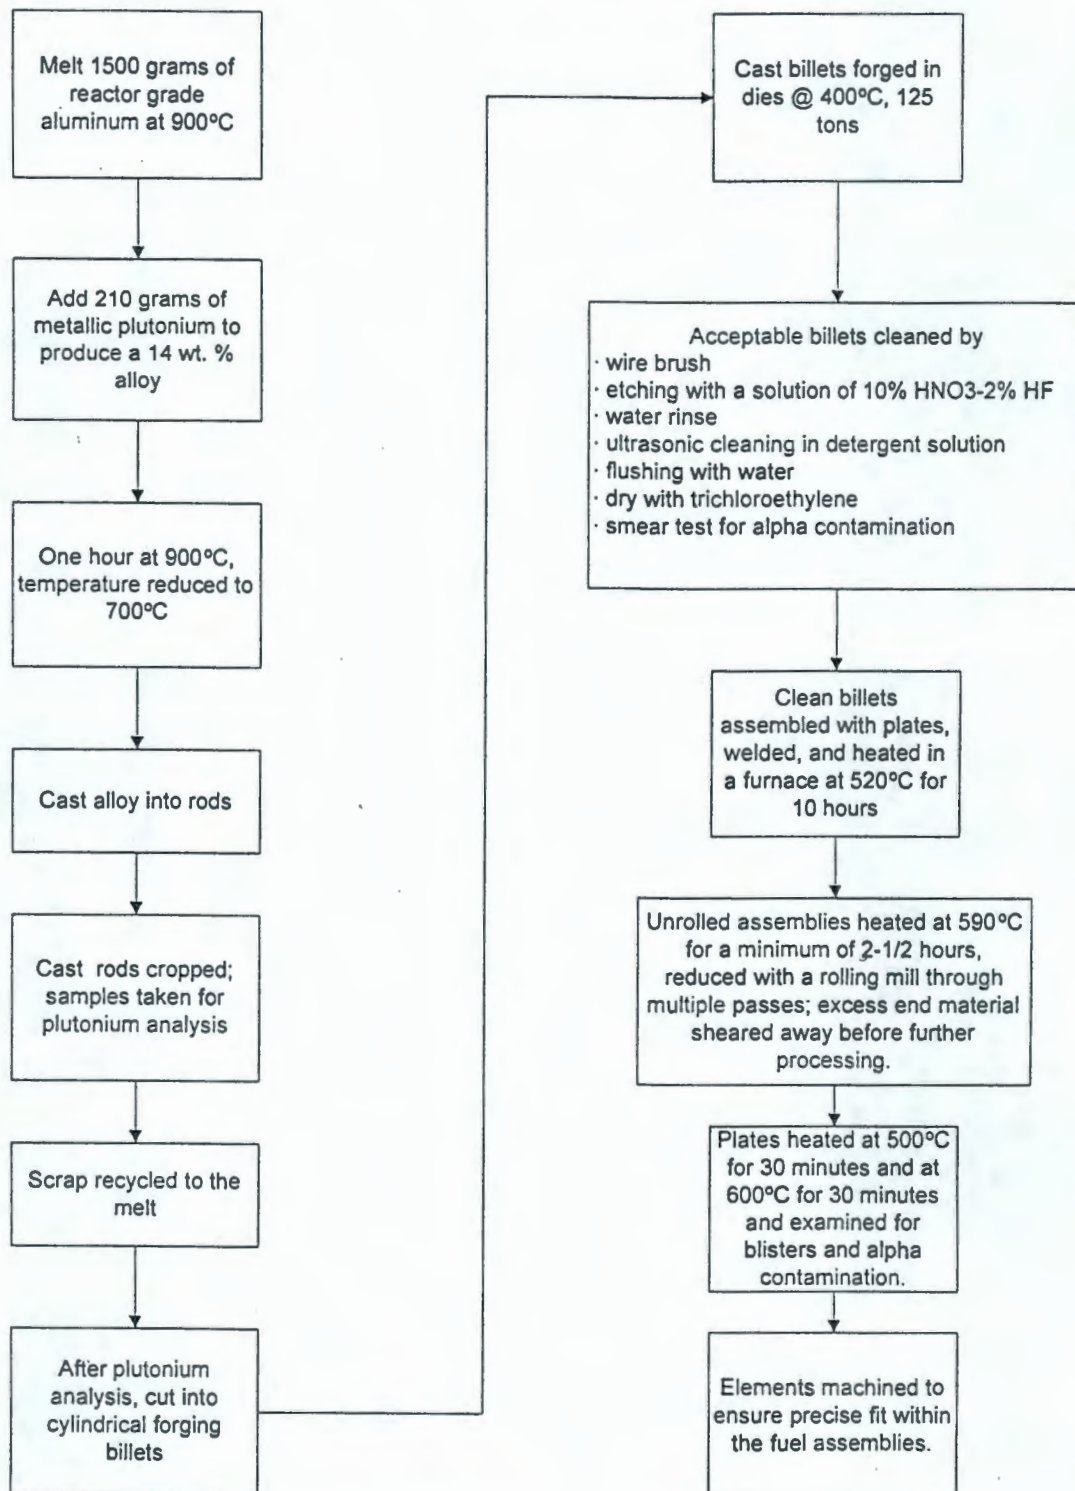 Melt 1500 grams of
reactor grade
aluminum at 900ºC
Add 210 grams of
metallic plutonium to
produce a 14 wt. %
alloy
One hour at 900ºC,
temperature reduced to
700ºC
Cast alloy into rods
Cast rods cropped;
samples taken for
plutonium analysis
Scrap recycled to the
melt
After plutonium
analysis, cut into
cylindrical forging
billets
Cast billets forged in
dies @ 400ºC, 125
tons
Acceptable billets cleaned by
· wire brush
· etching with a solution of 10% HNO3-2% HF
· water rinse
· ultrasonic cleaning in detergent solution
· flushing with water
· dry with trichloroethylene
· smear test for alpha contamination
Clean billets
assembled with plates,
welded, and heated in
a furnace at 520ºC for
10 hours
Unrolled assemblies heated at 590ºC
for a minimum of 2-1/2 hours,
reduced with a rolling mill through
multiple passes; excess end material
sheared away before further
processing.
Plates heated at 500ºC
for 30 minutes and at
600ºC for 30 minutes
and examined for
blisters and alpha
contamination.
Elements machined to
ensure precise fit within
the fuel assemblies.